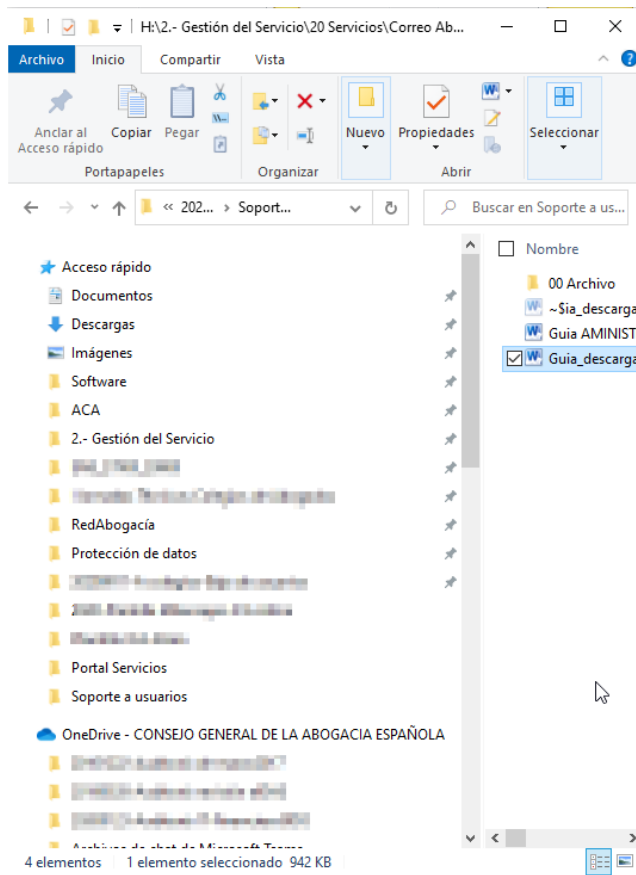 H:\2.- Gestión del Servicio\20 Servicios\Correo Ab...
Archivo Inicio Compartir Vista
Anclar al Acceso rápido
Copiar
Pegar
Nuevo
Propiedades
Seleccionar
Portapapeles Organizar Abrir
« 202... › Soport...
Buscar en Soporte a us...
Nombre
00 Archivo
~$ia_descarga
Guia AMINIST
Guia_descarga
Acceso rápido
Documentos
Descargas
Imágenes
Software
ACA
2.- Gestión del Servicio
RedAbogacía
Protección de datos
Portal Servicios
Soporte a usuarios
OneDrive - CONSEJO GENERAL DE LA ABOGACIA ESPAÑOLA
Archivos de chat de Microsoft Teams
4 elementos 1 elemento seleccionado 942 KB